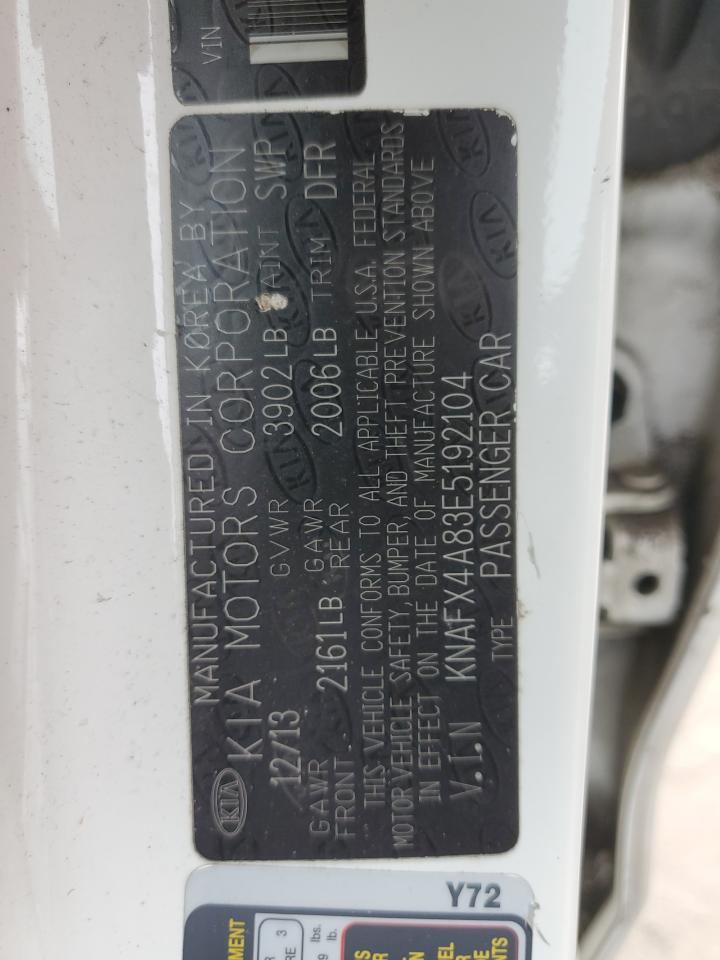 VIN
KIA
MANUFACTURED IN KOREA BY
KIA MOTORS CORPORATION
12/13 GVWR 3902 LB PAINT SWP
GAWR FRONT 2161LB GAWR REAR 2006LB TRIM DFR
THIS VEHICLE CONFORMS TO ALL APPLICABLE U.S.A. FEDERAL
MOTOR VEHICLE SAFETY, BUMPER, AND THEFT PREVENTION STANDARDS
IN EFFECT ON THE DATE OF MANUFACTURE SHOWN ABOVE
V.I.N KNAFX4A83E5192104
TYPE PASSENGER CAR
Y72